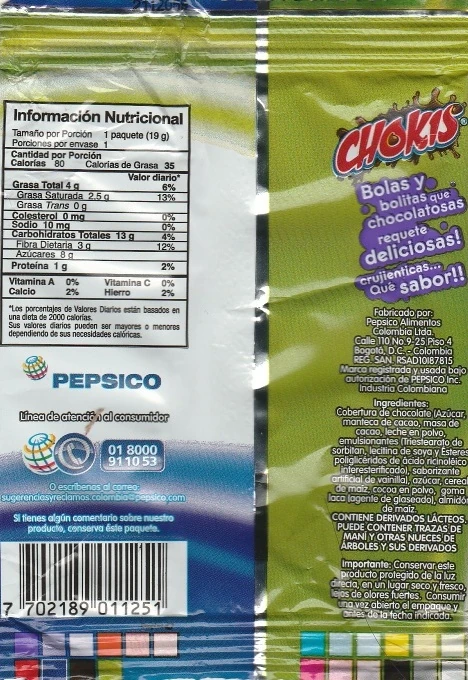 Información Nutricional
Tamaño por Porción 1 paquete (19 g)
Porciones por envase 1
Cantidad por Porción
Calorías 80 Calorías de Grasa 35
Valor diario*
Grasa Total 4 g 6%
Grasa Saturada 2.5 g 13%
Grasa Trans 0 g
Colesterol 0 mg 0%
Sodio 10 mg 0%
Carbohidratos Totales 13 g 4%
Fibra Dietaria 3 g 12%
Azúcares 8 g
Proteína 1 g 2%
Vitamina A 0% Vitamina C 0%
Calcio 2% Hierro 2%
*Los porcentajes de Valores Diarios están basados en
una dieta de 2000 calorías.
Sus valores diarios pueden ser mayores o menores
dependiendo de sus necesidades calóricas.
PEPSICO
Línea de atención al consumidor
01 8000
911053
O escríbenos al correo:
sugerenciasyreclamos.colombia@pepsico.com
Si tienes algún comentario sobre nuestro
producto, conserva éste paquete.
7 702189 011251
CHOKIS
Bolas y
bolitas que
chocolatosas
requete
deliciosas!
crujienticas...
Qué sabor!!
Fabricado por:
Pepsico Alimentos
Colombia Ltda.
Calle 110 No. 9-25 Piso 4
Bogotá, D.C. - Colombia
REG. SAN. RSAD10I87815
Marca registrada y usada bajo
autorización de PEPSICO Inc.
Industria Colombiana
Ingredientes:
Cobertura de chocolate (Azúcar,
manteca de cacao, masa de
cacao, leche en polvo,
emulsionantes (Triestearato de
sorbitan, lecitina de soya y Esteres
poliglicéridos de ácido ricinoléico
interesterificado), saborizante
artificial de vainilla), azúcar, cereal
de maíz, cocoa en polvo, goma
laca (agente de glaseado), almidón
de maíz.
CONTIENE DERIVADOS LÁCTEOS.
PUEDE CONTENER TRAZAS DE
MANÍ Y OTRAS NUECES DE
ÁRBOLES Y SUS DERIVADOS
Importante: Conservar este
producto protegido de la luz
directa, en un lugar seco y fresco,
lejos de olores fuertes. Consumir
una vez abierto el empaque y
antes de la fecha indicada.